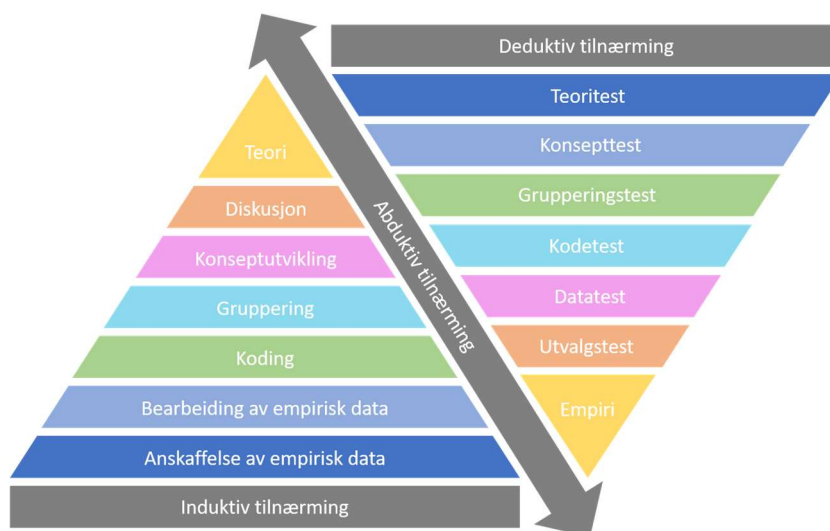 Teori
Diskusjon
Konseptutvikling
Gruppering
Koding
Bearbeiding av empirisk data
Anskaffelse av empirisk data
Induktiv tilnærming
Abduktiv tilnærming
Deduktiv tilnærming
Teoritest
Konsepttest
Grupperingstest
Kodetest
Datatest
Utvalgstest
Empiri